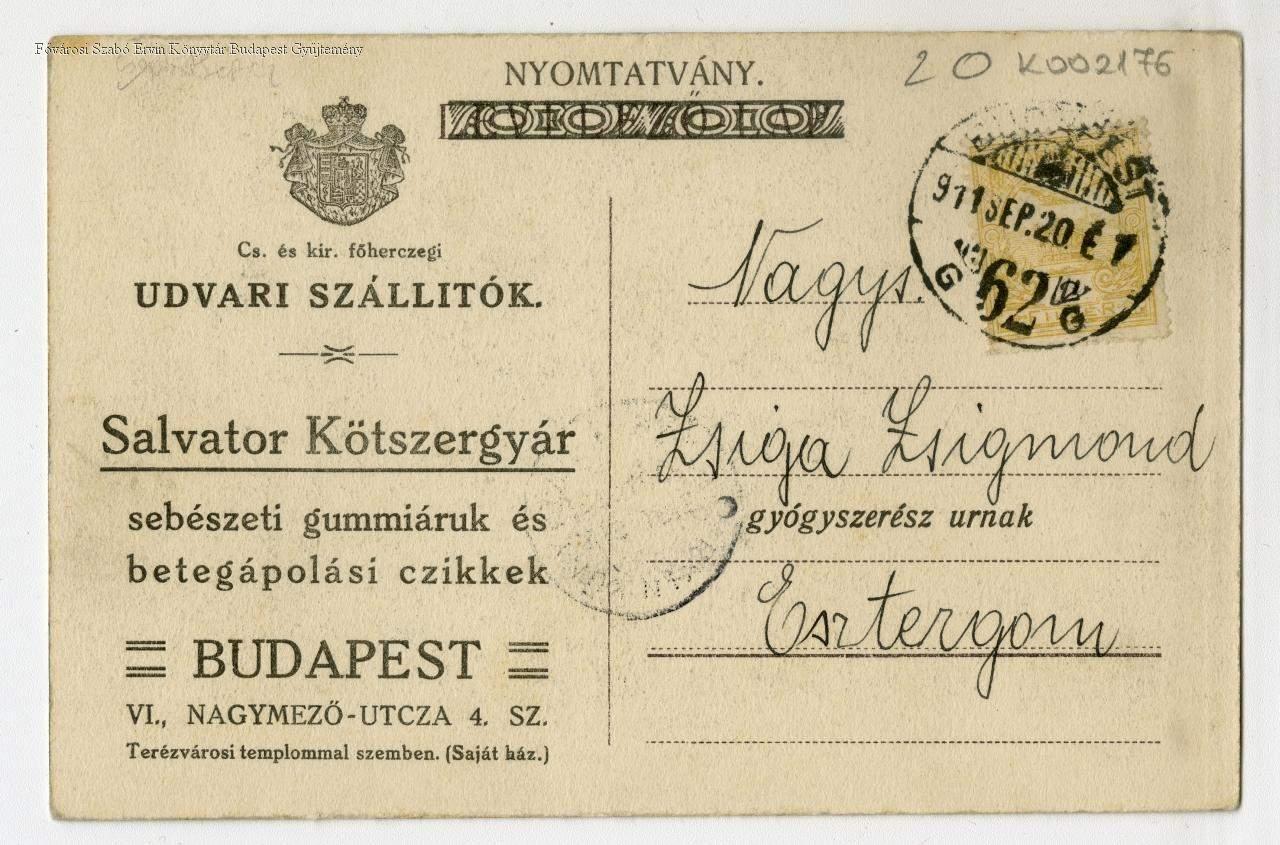 Fővárosi Szabó Ervin Könyvtár Budapest Gyűjtemény
20 K002176
NYOMTATVÁNY.
Cs. és kir. főherczegi
UDVARI SZÁLLITÓK.
Salvator Kötszergyár
sebészeti gummiáruk és
betegápolási czikkek
BUDAPEST
VI., NAGYMEZŐ-UTCZA 4. SZ.
Terézvárosi templommal szemben. (Saját ház.)
911 SEP. 20. É 7
G 62 G
Nagys.
Zsiga Zsigmond
gyógyszerész urnak
Esztergom